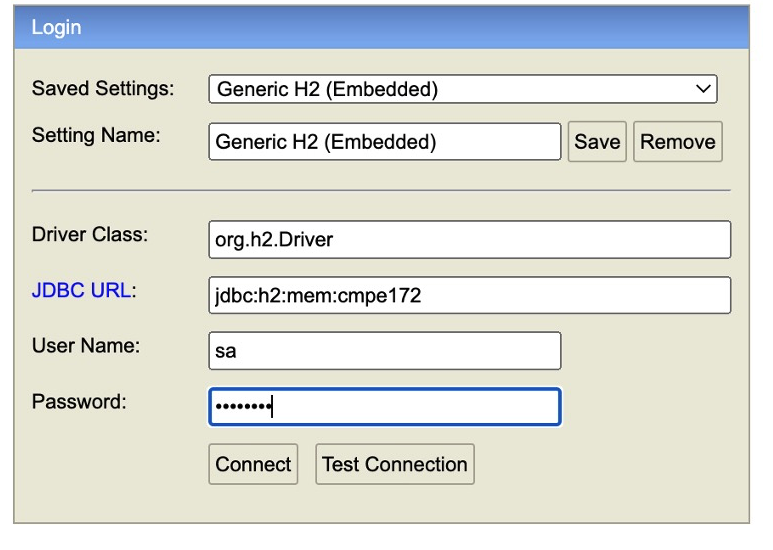 Login
Saved Settings: Generic H2 (Embedded)
Setting Name: Generic H2 (Embedded) Save Remove
Driver Class: org.h2.Driver
JDBC URL: jdbc:h2:mem:cmpe172
User Name: sa
Password: ••••••••
Connect Test Connection